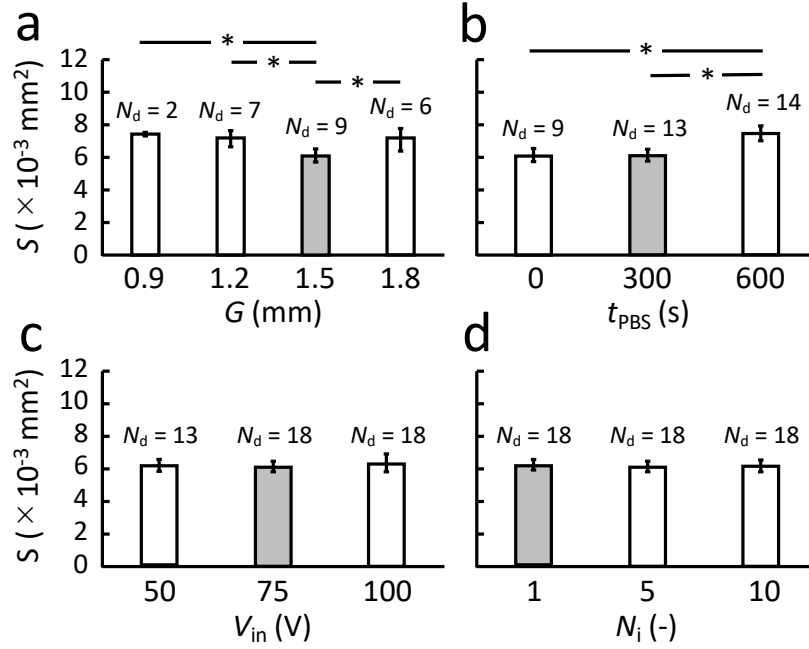 a
*
*
*
12
10
8
6
4
2
0
S ( × 10⁻³ mm²)
N_d = 2
N_d = 7
N_d = 9
N_d = 6
0.9 1.2 1.5 1.8
G (mm)
b
*
*
N_d = 9
N_d = 13
N_d = 14
0 300 600
t_PBS (s)
c
12
10
8
6
4
2
0
S ( × 10⁻³ mm²)
N_d = 13
N_d = 18
N_d = 18
50 75 100
V_in (V)
d
N_d = 18
N_d = 18
N_d = 18
1 5 10
N_i (-)